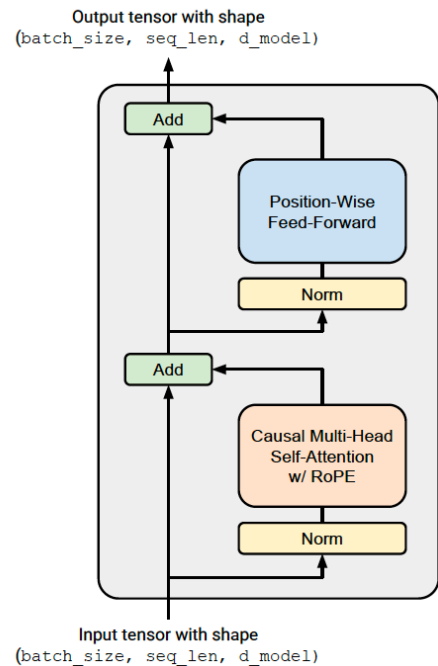 Output tensor with shape
(batch_size, seq_len, d_model)
Add
Position-Wise
Feed-Forward
Norm
Add
Causal Multi-Head
Self-Attention
w/ RoPE
Norm
Input tensor with shape
(batch_size, seq_len, d_model)